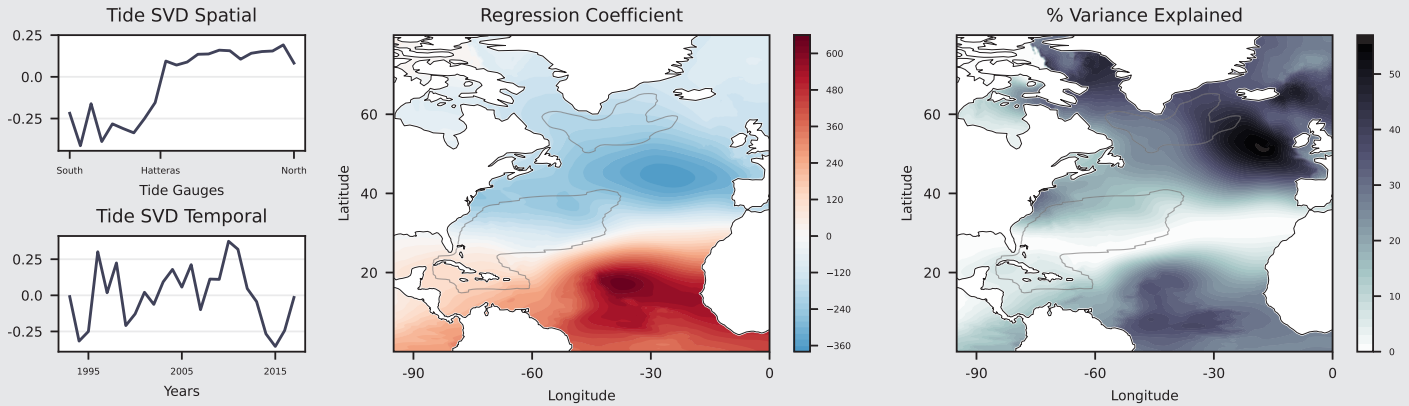 Tide SVD Spatial
0.25
0.0
-0.25
South
Hatteras
North
Tide Gauges
Tide SVD Temporal
0.25
0.0
-0.25
1995
2005
2015
Years
Regression Coefficient
Latitude
60
40
20
-90
-60
-30
0
Longitude
600
480
360
240
120
0
−120
−240
−360
% Variance Explained
Latitude
60
40
20
-90
-60
-30
0
Longitude
50
40
30
20
10
0